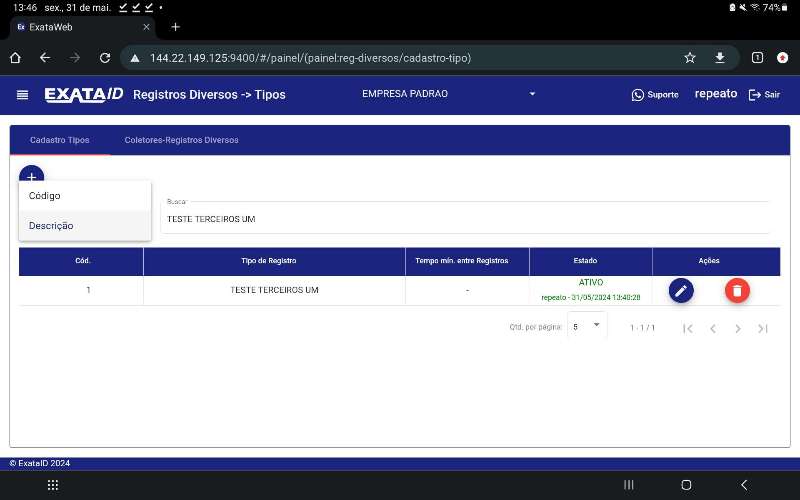 13:46 sex., 31 de mai.
74%
ExataWeb
144.22.149.125:9400/#/painel/(painel:reg-diversos/cadastro-tipo)
1
EXATAID
Registros Diversos -> Tipos
EMPRESA PADRAO
Suporte
repeato
Sair
Cadastro Tipos
Coletores-Registros Diversos
Código
Descrição
Buscar
TESTE TERCEIROS UM
Cód.
Tipo de Registro
Tempo mín. entre Registros
Estado
Ações
1
TESTE TERCEIROS UM
-
ATIVO
repeato - 31/05/2024 13:40:28
Qtd. por página:
5
1 - 1 / 1
© ExataID 2024